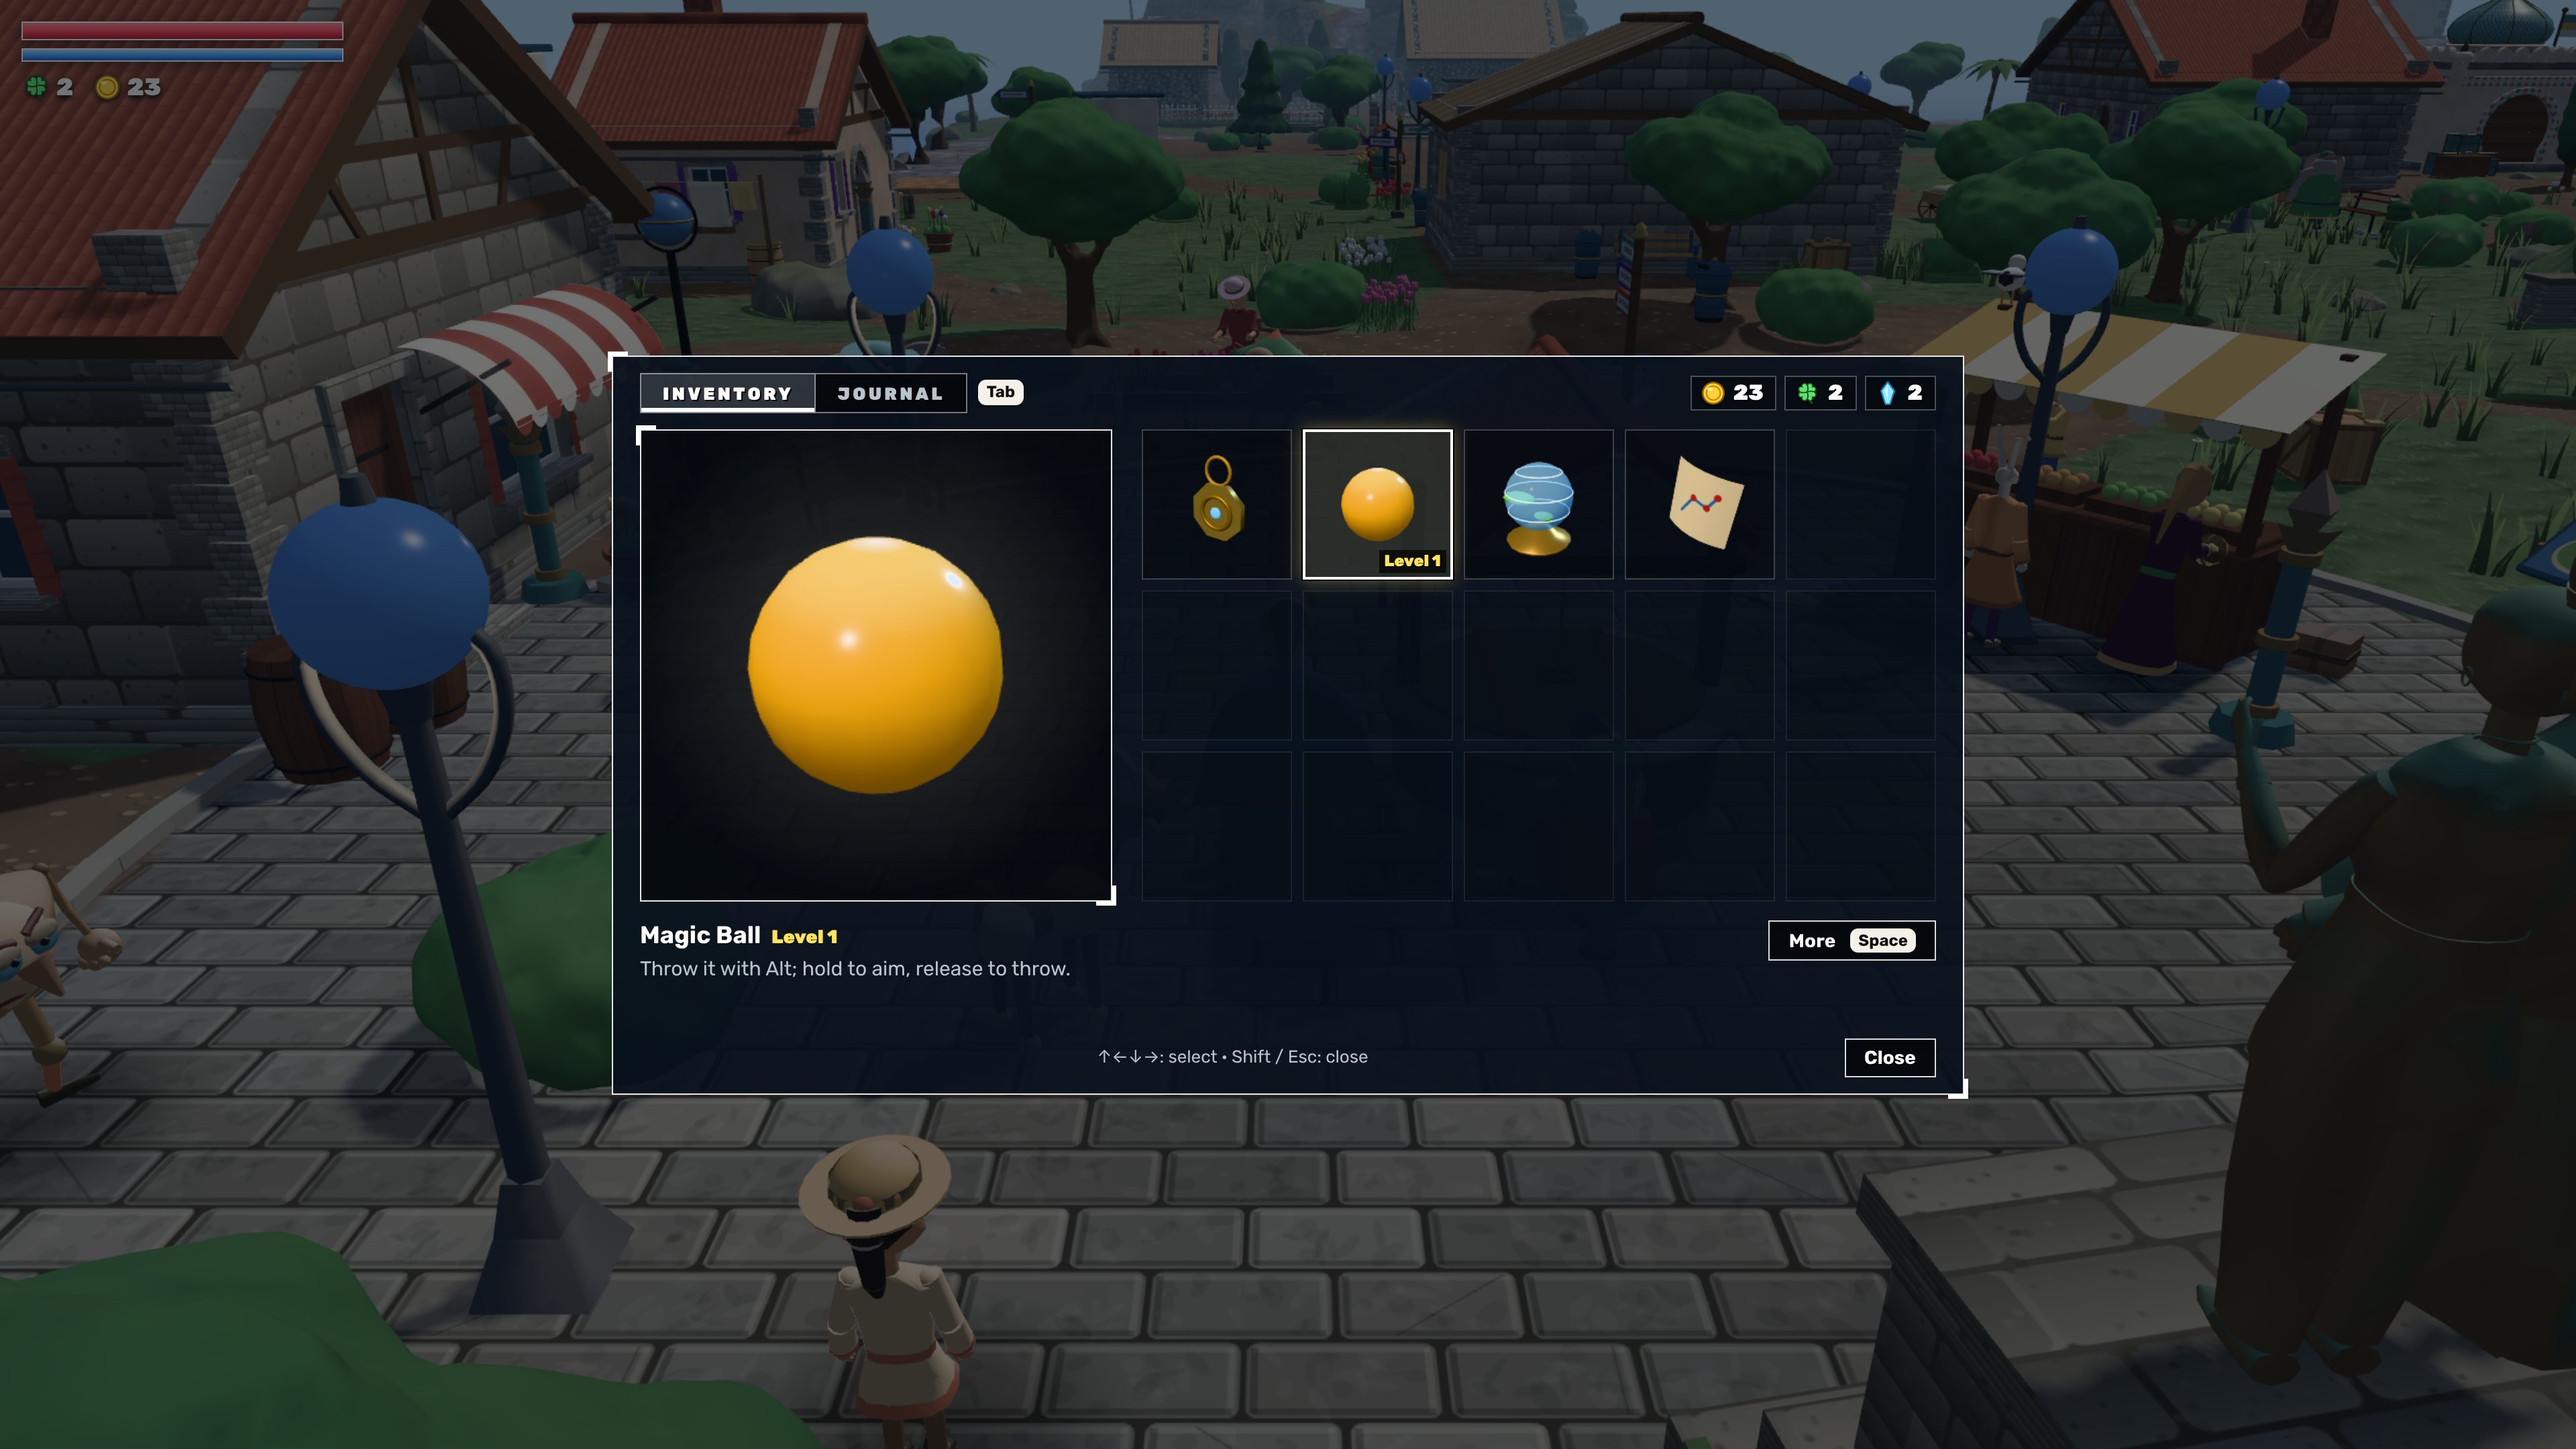 2 23
INVENTORY JOURNAL Tab 23 2 2
Level 1
Magic Ball Level 1
More Space
Throw it with Alt; hold to aim, release to throw.
↑←↓→: select • Shift / Esc: close
Close